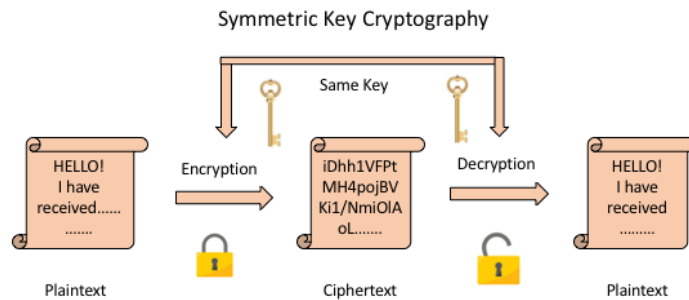 Symmetric Key Cryptography
Same Key
HELLO!
I have
received......
.......
Encryption
iDhh1VFPt
MH4pojBV
Ki1/NmiOlA
oL.......
Decryption
HELLO!
I have
received
.........
Plaintext
Ciphertext
Plaintext